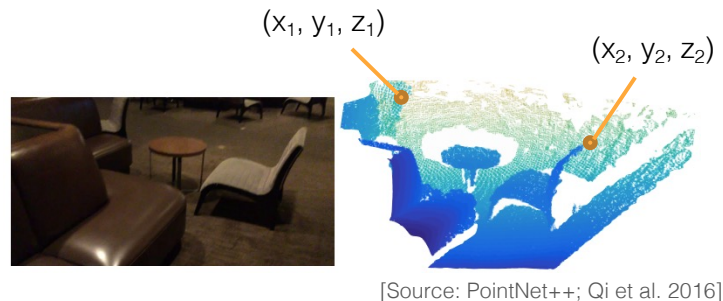 (x₁, y₁, z₁)
(x₂, y₂, z₂)
[Source: PointNet++; Qi et al. 2016]